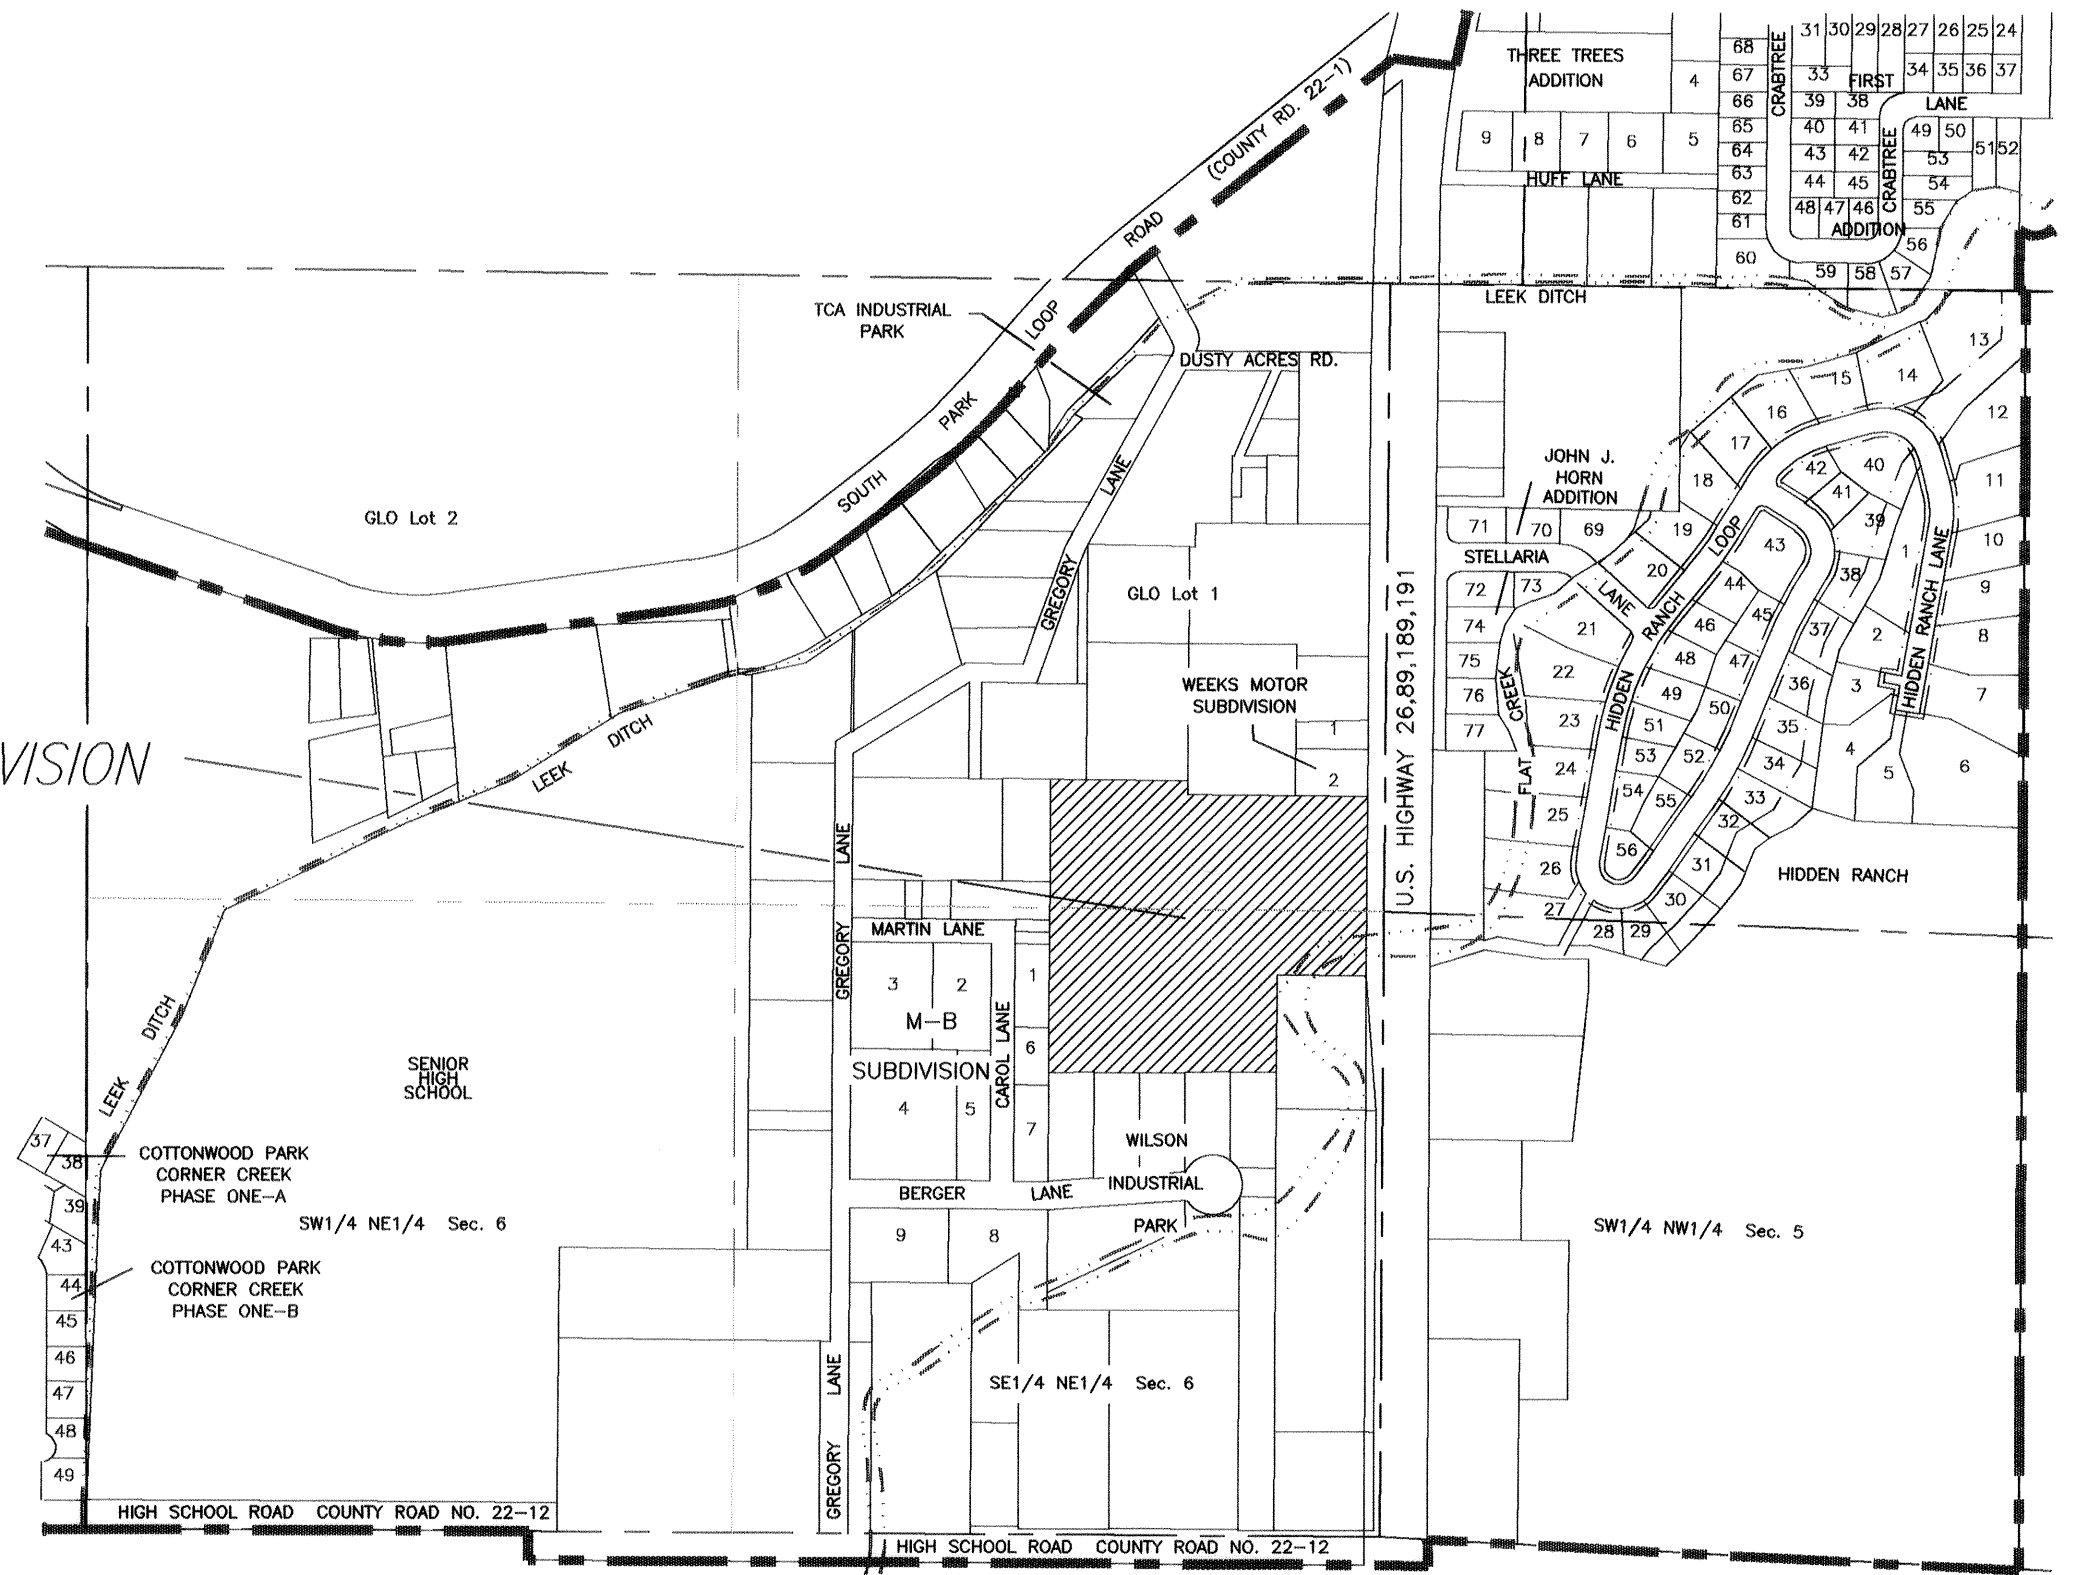 31 30 29 28 27 26 25 24
68
THREE TREES
ADDITION
4
67
33
FIRST
34 35 36 37
CRABTREE
66
39 38
LANE
(COUNTY RD. 22-1)
9 8 7 6 5
65
40 41
CRABTREE
49 50
64
43 42
53
51 52
63
HUFF LANE
44 45
54
62
48 47 46
55
61
ADDITION
56
60
59 58 57
ROAD
LOOP
PARK
SOUTH
TCA INDUSTRIAL
PARK
LEEK DITCH
DUSTY ACRES RD.
13
15 14
16
12
17
JOHN J.
HORN
ADDITION
42 40
18
41
11
GLO Lot 2
LANE
71 70 69
19
LOOP
39
43
10
STELLARIA
1
20
38
44
9
72 73
LANE
RANCH
45
GREGORY
GLO Lot 1
74
21
46
37
2
8
HIDDEN RANCH LANE
75
22
48
47
WEEKS MOTOR
SUBDIVISION
76
CREEK
49
36
3
7
HIDDEN
50
23
51
35
77
1
4
VISION
LEEK DITCH
FLAT
24
53
52
34
5
6
2
54
55
33
25
32
U.S. HIGHWAY 26,89,189,191
GREGORY LANE
56
26
31
HIDDEN RANCH
30
27
28 29
MARTIN LANE
3 2
1
M-B
6
CAROL LANE
SUBDIVISION
4 5
7
LEEK DITCH
SENIOR
HIGH
SCHOOL
37
38
COTTONWOOD PARK
CORNER CREEK
PHASE ONE-A
WILSON
INDUSTRIAL
PARK
BERGER LANE
39
SW1/4 NE1/4 Sec. 6
9 8
SW1/4 NW1/4 Sec. 5
43
COTTONWOOD PARK
CORNER CREEK
PHASE ONE-B
44
45
46
47
48
49
GREGORY LANE
SE1/4 NE1/4 Sec. 6
HIGH SCHOOL ROAD COUNTY ROAD NO. 22-12
HIGH SCHOOL ROAD COUNTY ROAD NO. 22-12